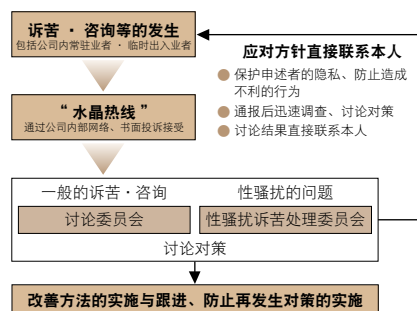 诉苦 · 咨询等的发生
包括公司内常驻业者 · 临时出入业者
“水晶热线”
通过公司内部网络、书面投诉接受
应对方针直接联系本人
● 保护申述者的隐私、防止造成
不利的行为
● 通报后迅速调查、讨论对策
● 讨论结果直接联系本人
一般的诉苦 · 咨询
讨论委员会
性骚扰的问题
性骚扰诉苦处理委员会
讨论对策
改善方法的实施与跟进、防止再发生对策的实施